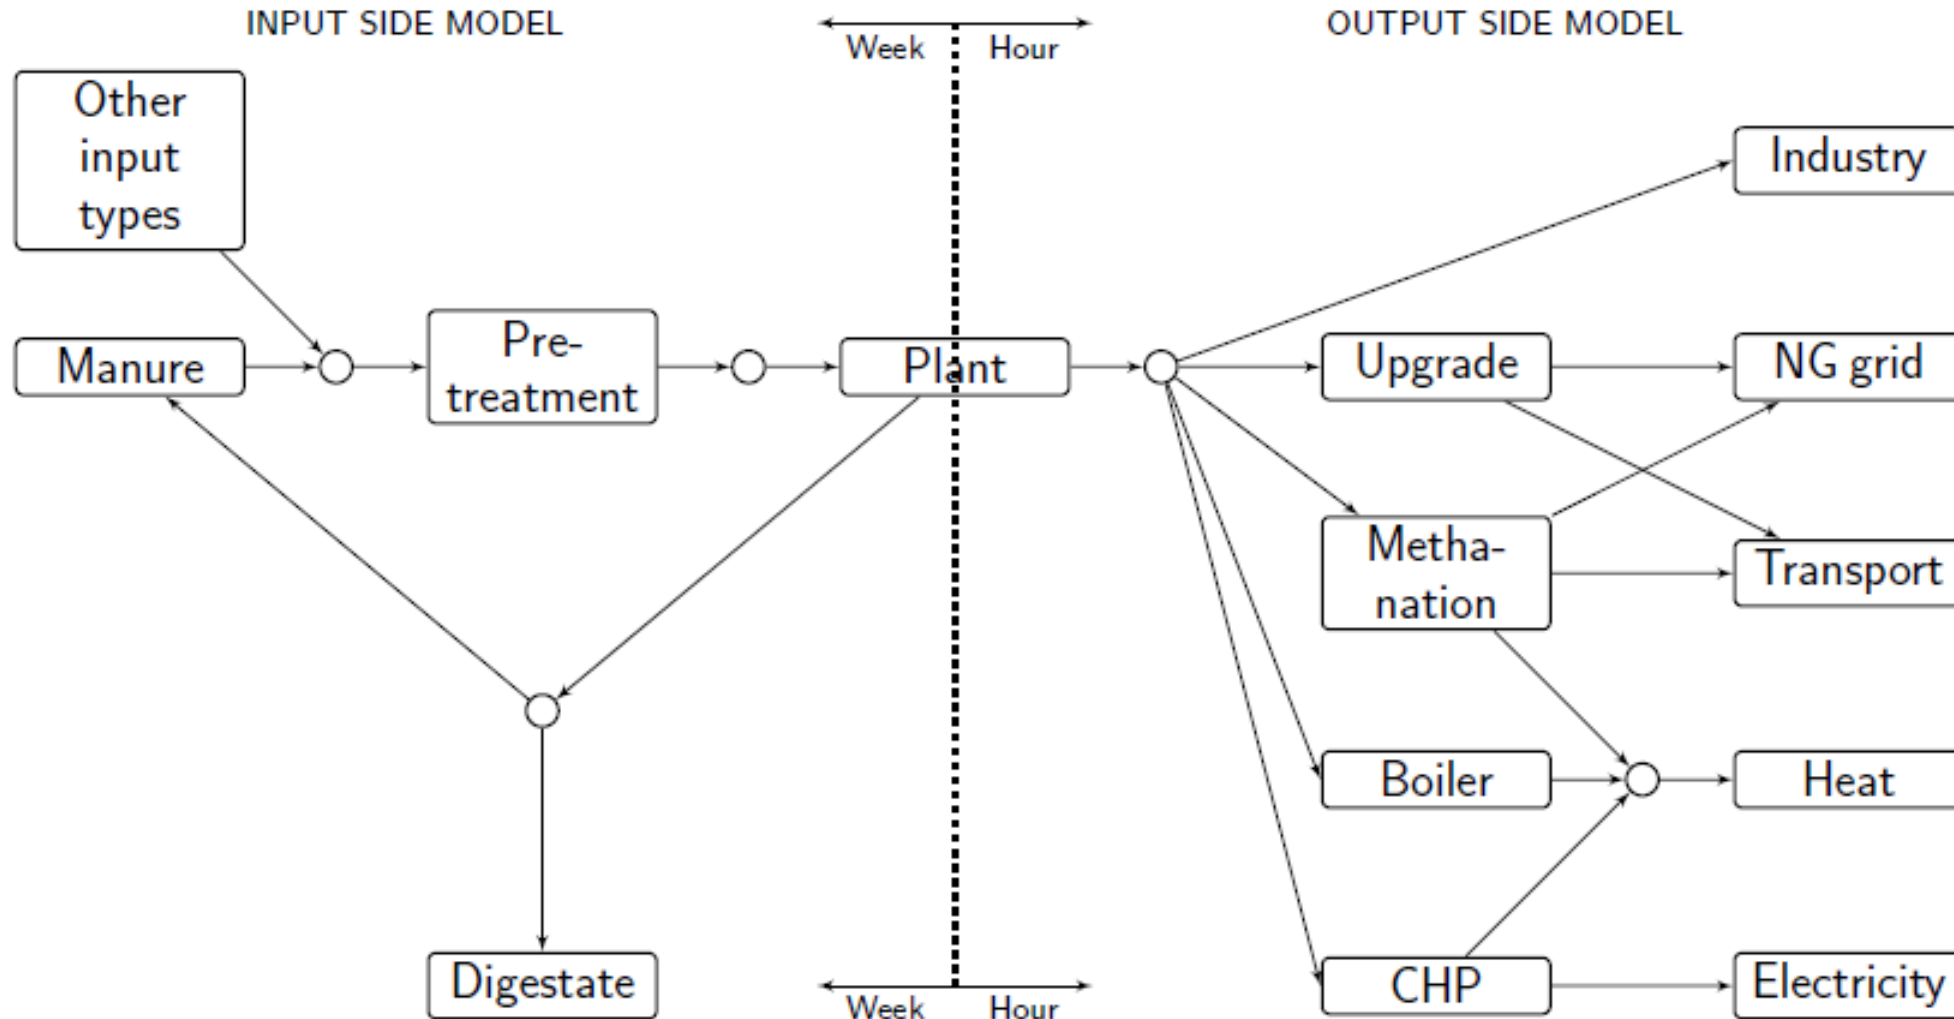 INPUT SIDE MODEL
Week
Hour
OUTPUT SIDE MODEL
Other
input
types
Industry
Manure
Pre-
treatment
Plant
Upgrade
NG grid
Metha-
nation
Transport
Boiler
Heat
Digestate
CHP
Electricity
Week
Hour